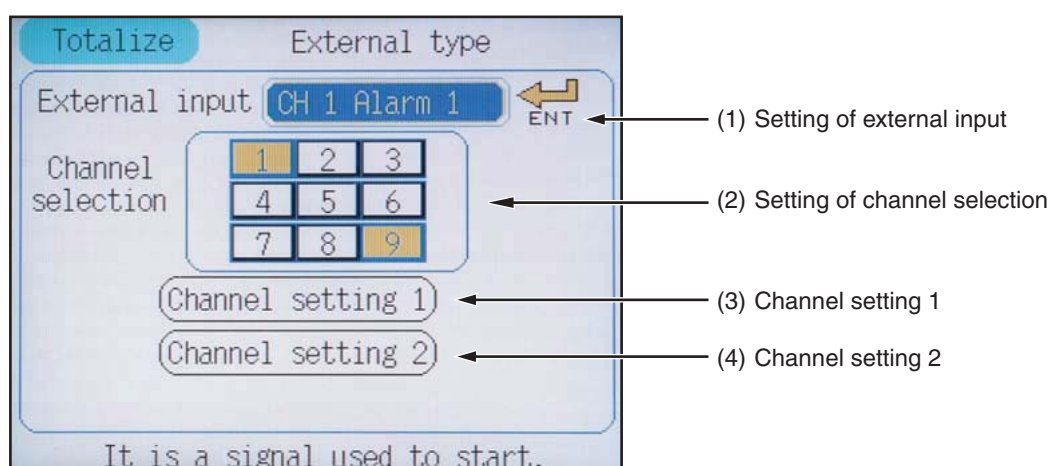 Totalize External type
External input CH 1 Alarm 1 ENT
(1) Setting of external input
Channel selection
1 2 3
4 5 6
7 8 9
(2) Setting of channel selection
Channel setting 1
(3) Channel setting 1
Channel setting 2
(4) Channel setting 2
It is a signal used to start.